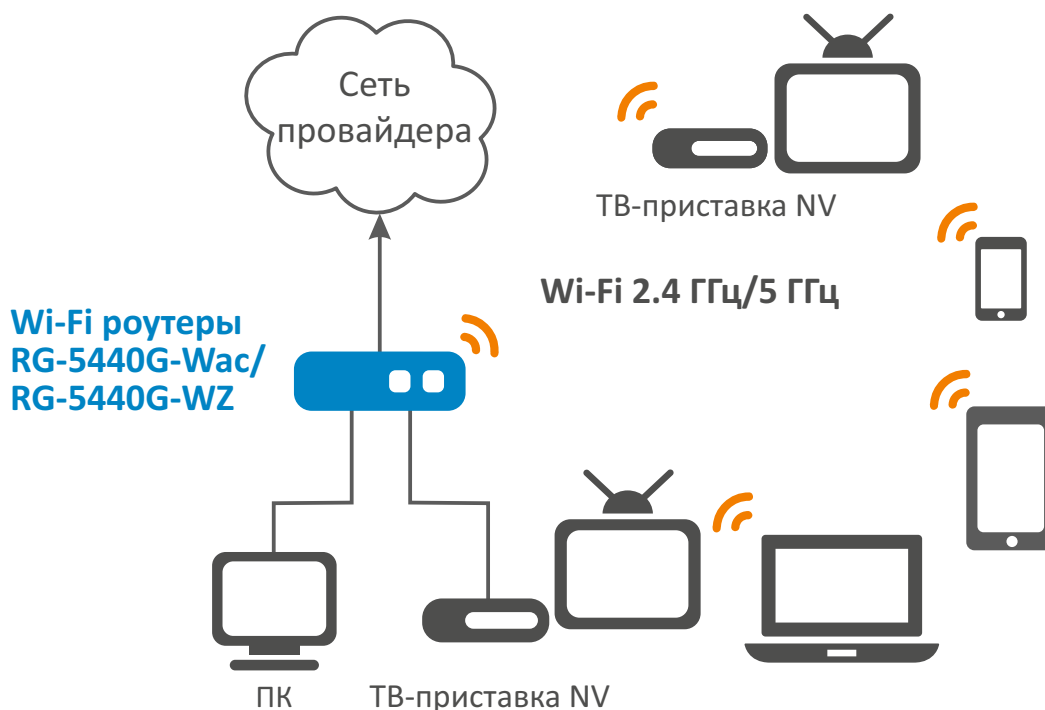 Сеть
провайдера
ТВ-приставка NV
Wi-Fi 2.4 ГГц/5 ГГц
Wi-Fi роутеры
RG-5440G-Wac/
RG-5440G-WZ
ПК
ТВ-приставка NV